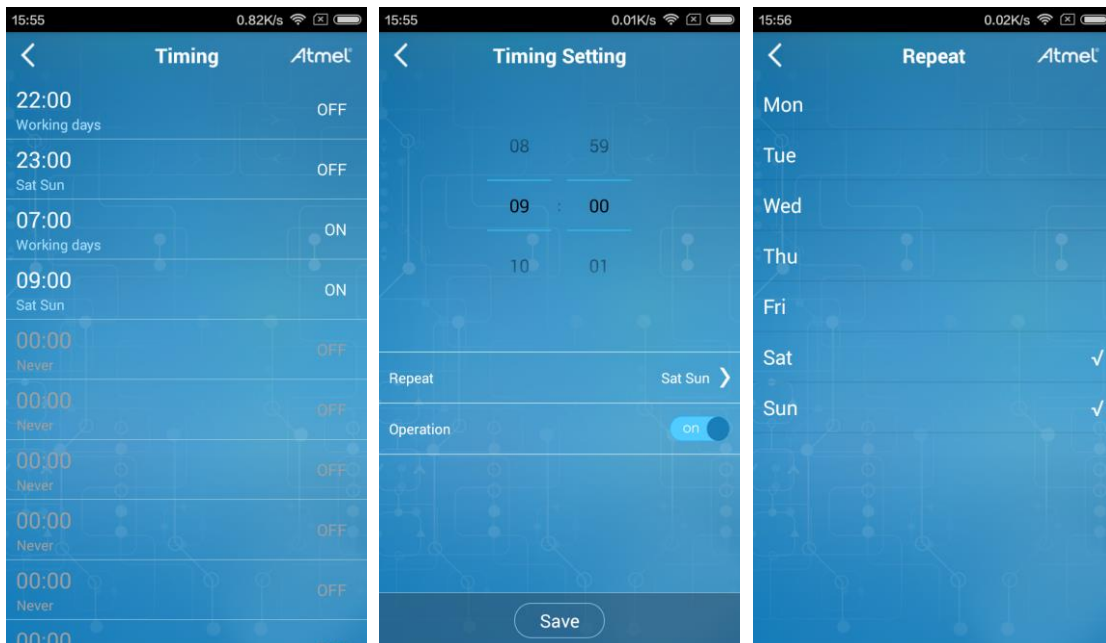 15:55 0.82K/s
Timing Atmel
22:00 OFF
Working days
23:00 OFF
Sat Sun
07:00 ON
Working days
09:00 ON
Sat Sun
00:00 OFF
Never
00:00 OFF
Never
00:00 OFF
Never
00:00 OFF
Never
00:00 OFF
Never
00:00
15:55 0.01K/s
Timing Setting
08 59
09 : 00
10 01
Repeat Sat Sun
Operation on
Save
15:56 0.02K/s
Repeat Atmel
Mon
Tue
Wed
Thu
Fri
Sat √
Sun √